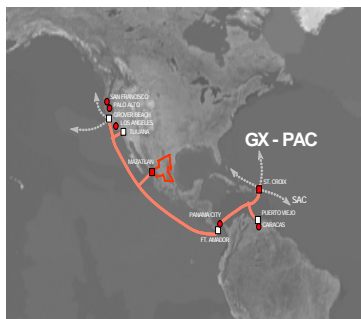 SAN FRANCISCO
PALO ALTO
GROVER BEACH
LOS ANGELES
TIJUANA
GX - PAC
MAZATLAN
ST. CROIX
SAC
PANAMA CITY
PUERTO VIEJO
CARACAS
FT. AMADOR